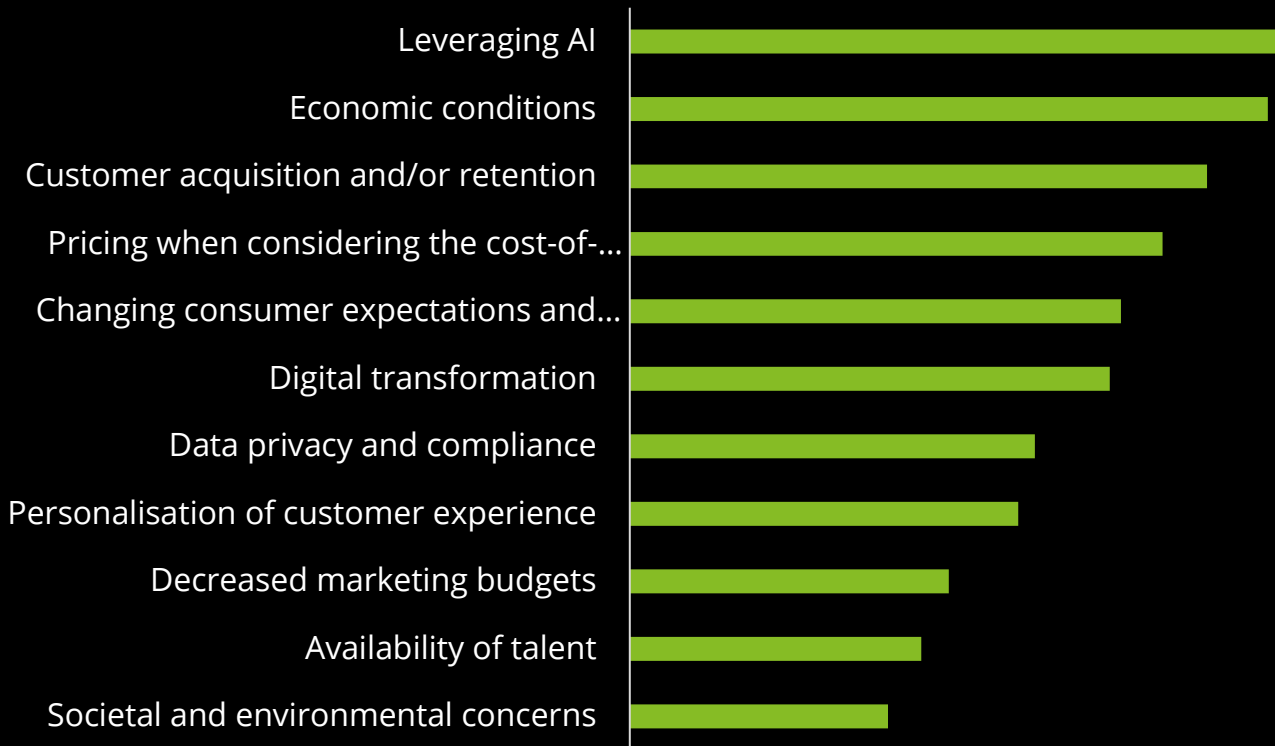 Leveraging AI
Economic conditions
Customer acquisition and/or retention
Pricing when considering the cost-of-...
Changing consumer expectations and...
Digital transformation
Data privacy and compliance
Personalisation of customer experience
Decreased marketing budgets
Availability of talent
Societal and environmental concerns